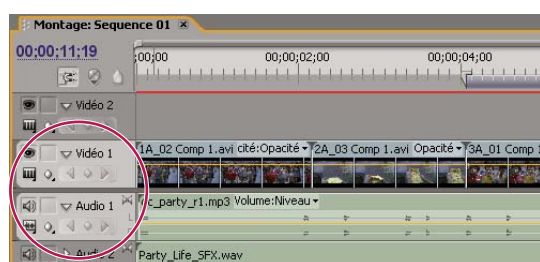 Montage: Sequence 01 ×
00;00;11;19
;00;00 00;00;02;00 00;00;04;00
Vidéo 2
Vidéo 1
1A_02 Comp 1.avi cité:Opacité 2A_03 Comp 1.avi Opacité 3A_01 Comp 1
Audio 1
c_party_r1.mp3 Volume:Niveau
Audio 2
Party_Life_SFX.wav